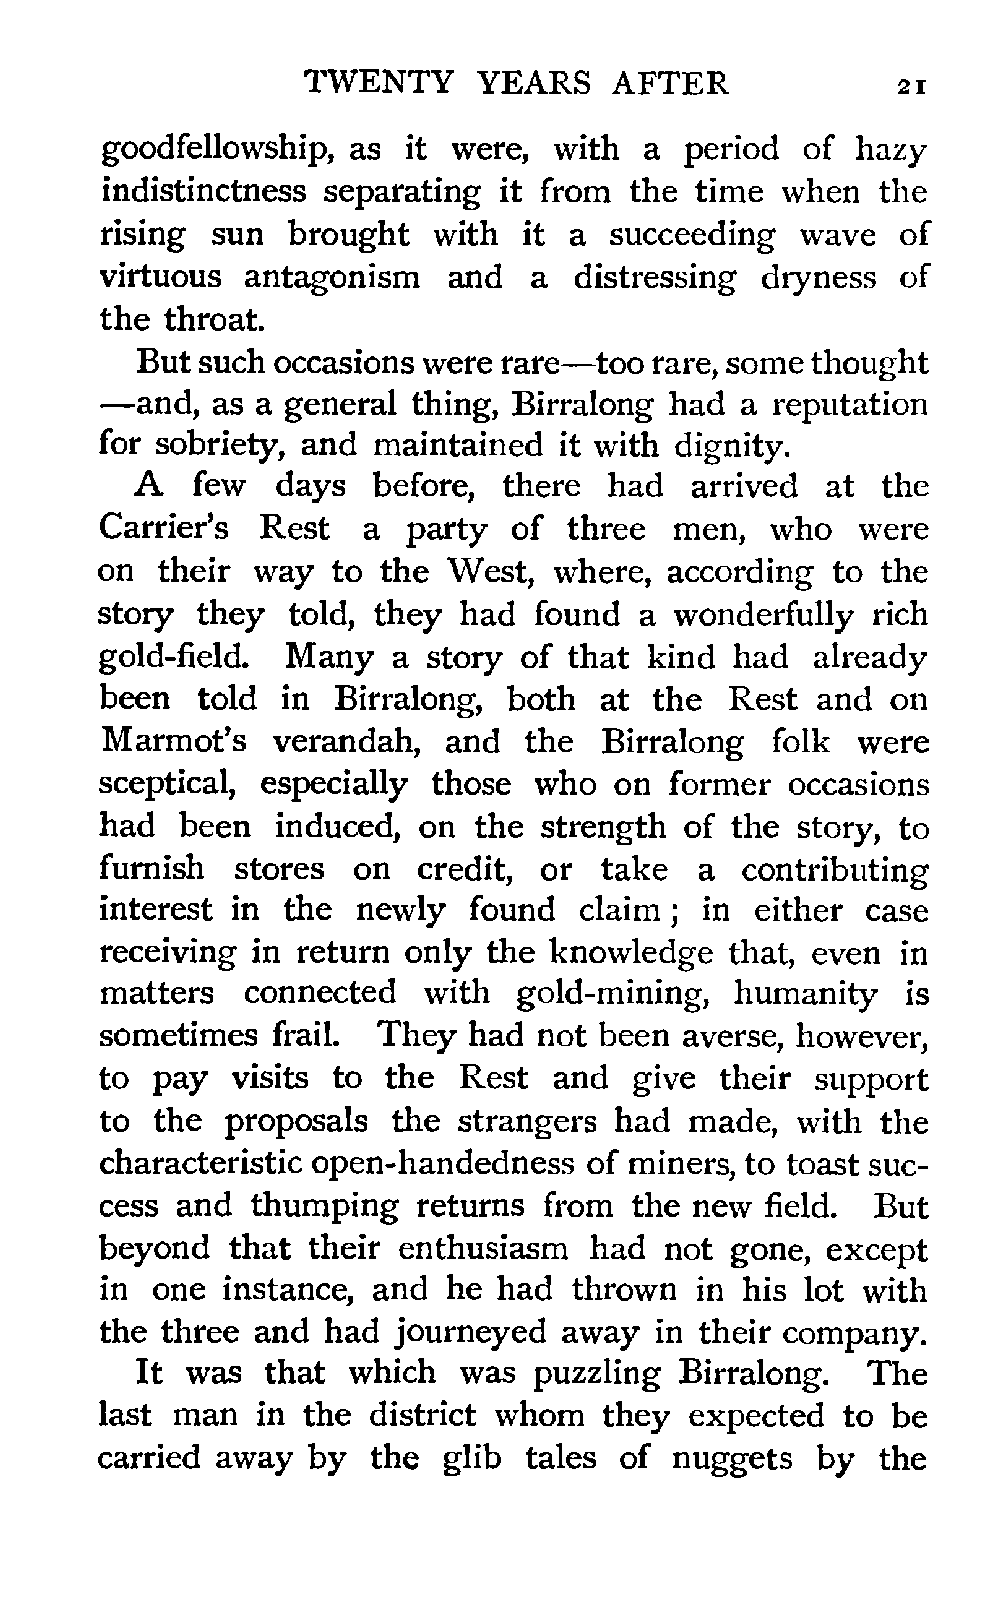 TWENTY YEARS AFTER 21
goodfellowship, as it were, with a period of hazy
indistinctness separating it from the time when the
rising sun brought with it a succeeding wave of
virtuous antagonism and a distressing dryness of
the throat.
But such occasions were rare—too rare, some thought
—and, as a general thing, Birralong had a reputation
for sobriety, and maintained it with dignity.
A few days before, there had arrived at the
Carrier's Rest a party of three men, who were
on their way to the West, where, according to the
story they told, they had found a wonderfully rich
gold-field. Many a story of that kind had already
been told in Birralong, both at the Rest and on
Marmot's verandah, and the Birralong folk were
sceptical, especially those who on former occasions
had been induced, on the strength of the story, to
furnish stores on credit, or take a contributing
interest in the newly found claim ; in either case
receiving in return only the knowledge that, even in
matters connected with gold-mining, humanity is
sometimes frail. They had not been averse, however,
to pay visits to the Rest and give their support
to the proposals the strangers had made, with the
characteristic open-handedness of miners, to toast suc-
cess and thumping returns from the new field. But
beyond that their enthusiasm had not gone, except
in one instance, and he had thrown in his lot with
the three and had journeyed away in their company.
It was that which was puzzling Birralong. The
last man in the district whom they expected to be
carried away by the glib tales of nuggets by the